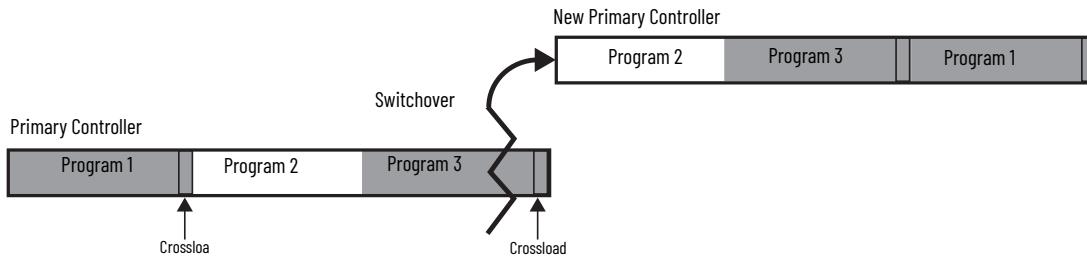 New Primary Controller
Program 2
Program 3
Program 1
Switchover
Primary Controller
Program 1
Program 2
Program 3
Crossloa
Crossload